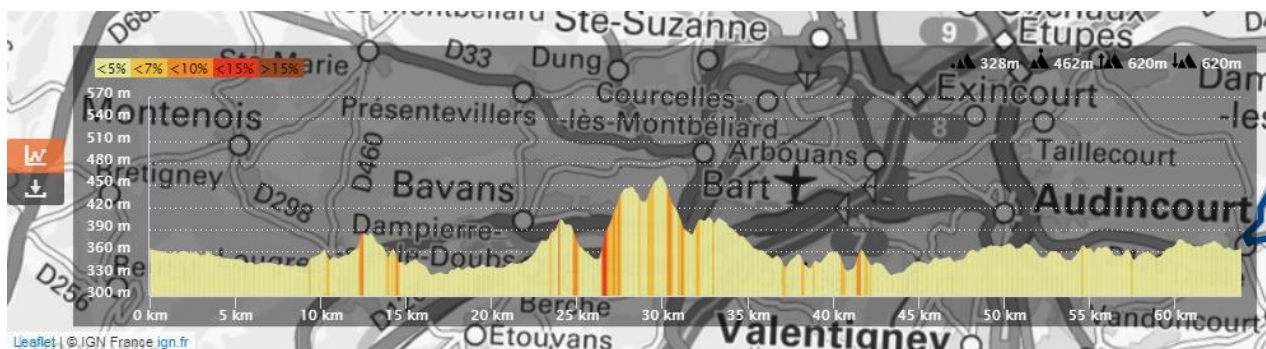 D68
Montbéliard
Ste-Suzanne
9
Etupes
D33
Dung
<5% <7% <10% <15% >15%
328m 462m 620m 620m
570 m
Montenois
Présentevillers
Courcelles-
-lès-Montbéliard
Exincourt
540 m
8
510 m
D460
Arbouans
Taillecourt
480 m
D298
Bavans
Bart
450 m
Audincourt
420 m
Dampierre-
390 m
360 m
330 m
300 m
D256
0 km 5 km 10 km 15 km 20 km 25 km 30 km 35 km 40 km 45 km 50 km 55 km 60 km
Berche
Etouvans
Valentigney
Vandoncourt
Leaflet | © IGN France ign.fr